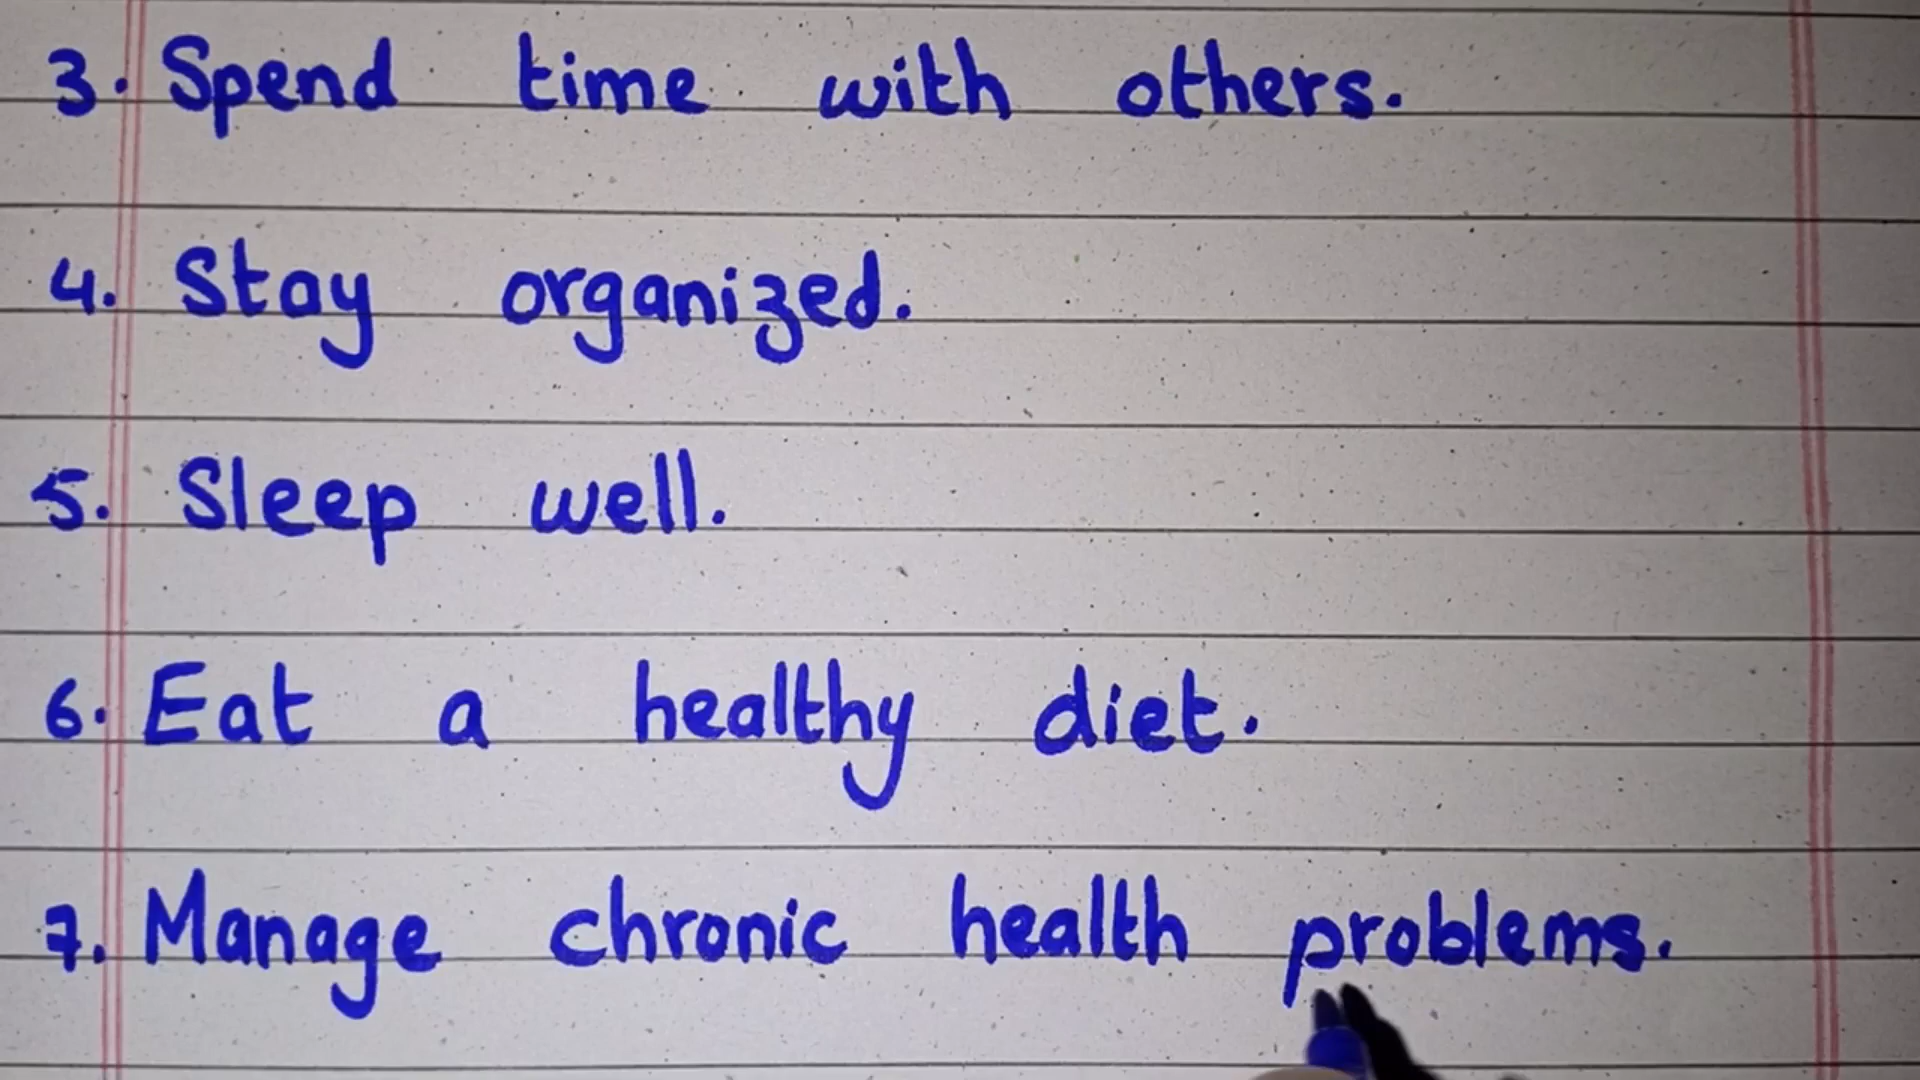 3. Spend time with others.
4. Stay organized.
5. Sleep well.
6. Eat a healthy diet.
7. Manage chronic health problems.